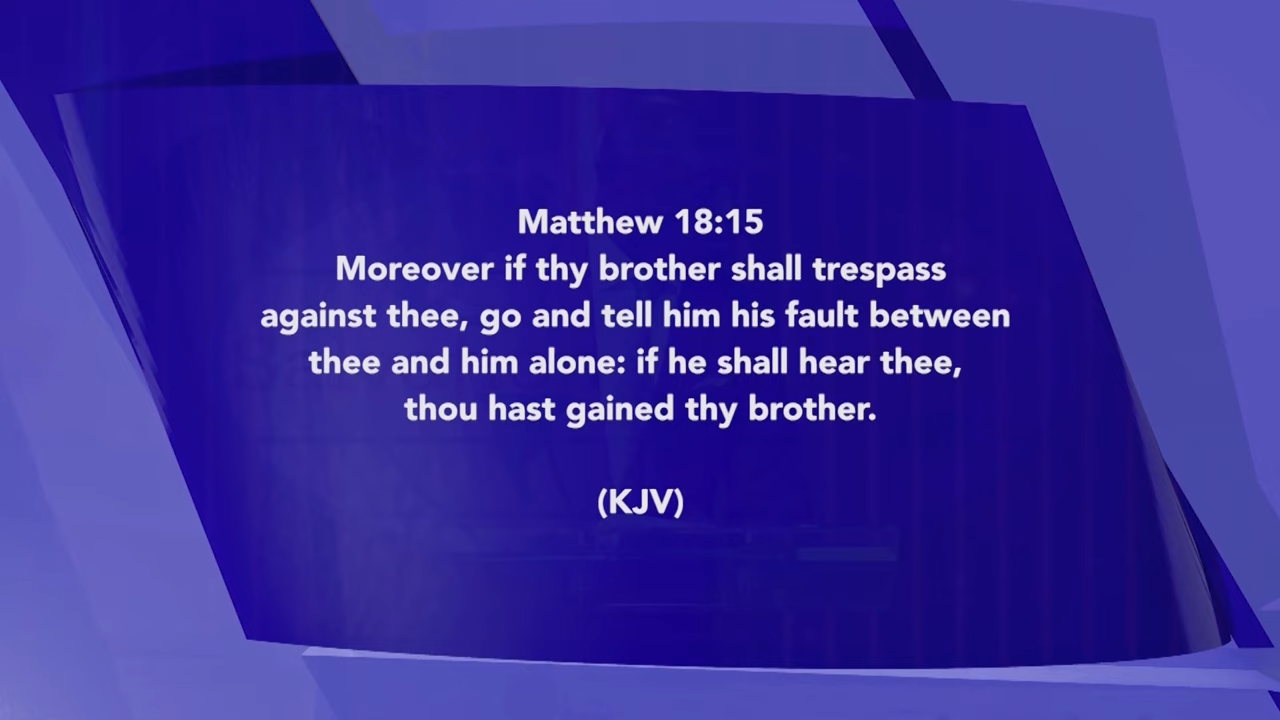 Matthew 18:15
Moreover if thy brother shall trespass
against thee, go and tell him his fault between
thee and him alone: if he shall hear thee,
thou hast gained thy brother.
(KJV)